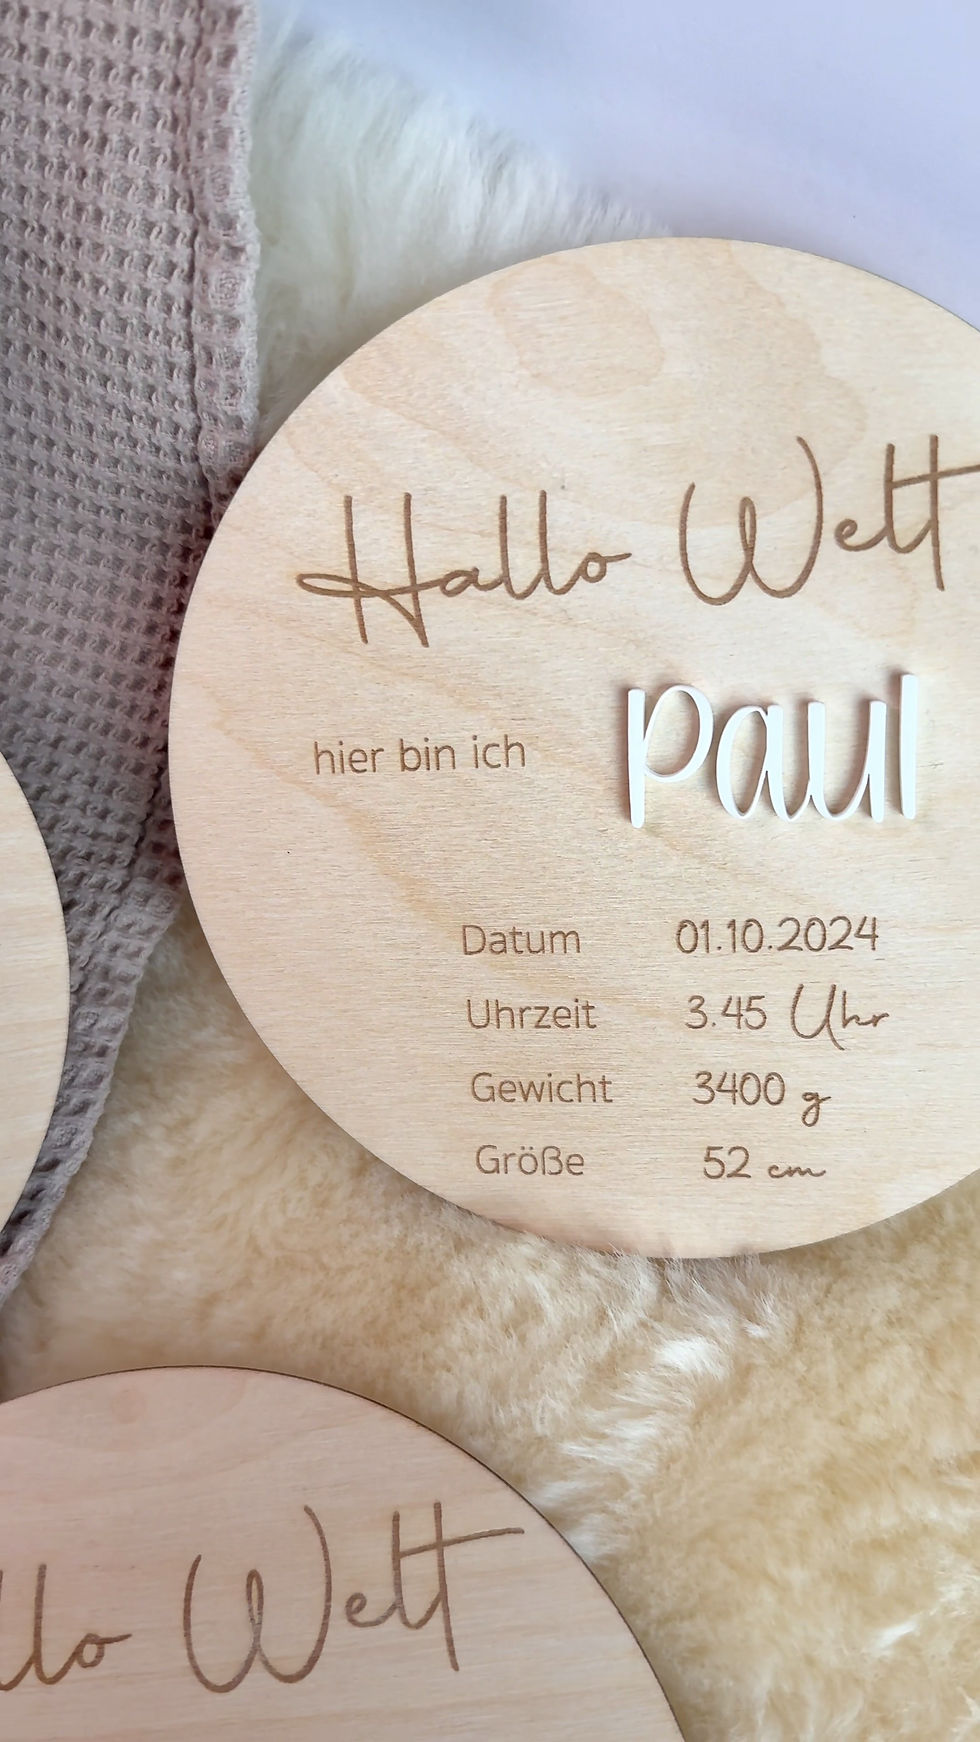 Hallo Welt
hier bin ich paul
Datum 01.10.2024
Uhrzeit 3.45 Uhr
Gewicht 3400 g
Größe 52 cm
llo Welt